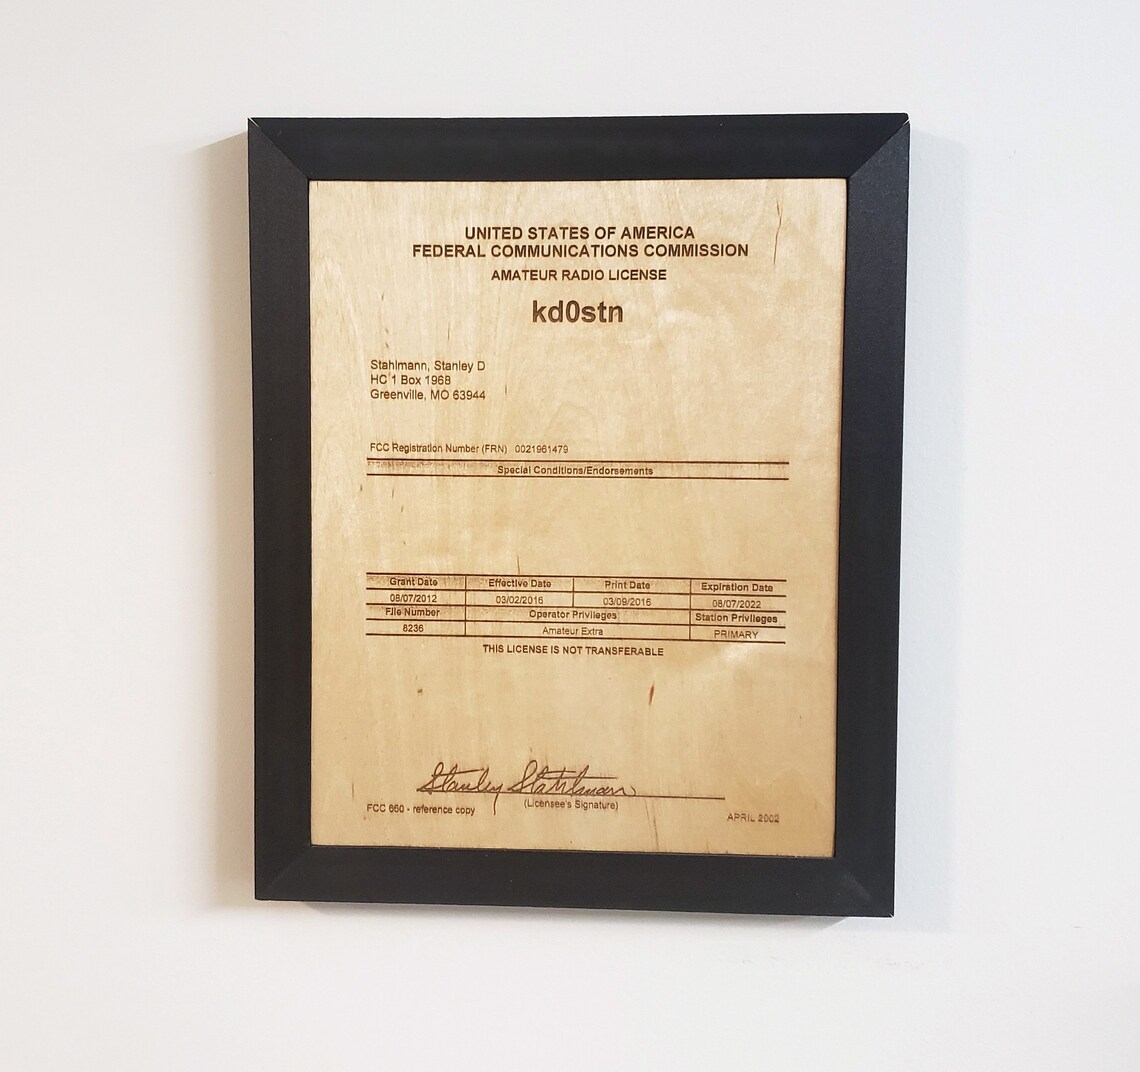 UNITED STATES OF AMERICA
FEDERAL COMMUNICATIONS COMMISSION
AMATEUR RADIO LICENSE
kd0stn
Stahlmann, Stanley D
HC 1 Box 1968
Greenville, MO 63944
FCC Registration Number (FRN) 0021961479
Special Conditions/Endorsements
Grant Date Effective Date Print Date Expiration Date
08/07/2012 03/02/2016 03/09/2016 08/07/2022
File Number Operator Privileges Station Privileges
8236 Amateur Extra PRIMARY
THIS LICENSE IS NOT TRANSFERABLE
Stanley Stahlmann
(Licensee's Signature)
FCC 660 - reference copy
APRIL 2002